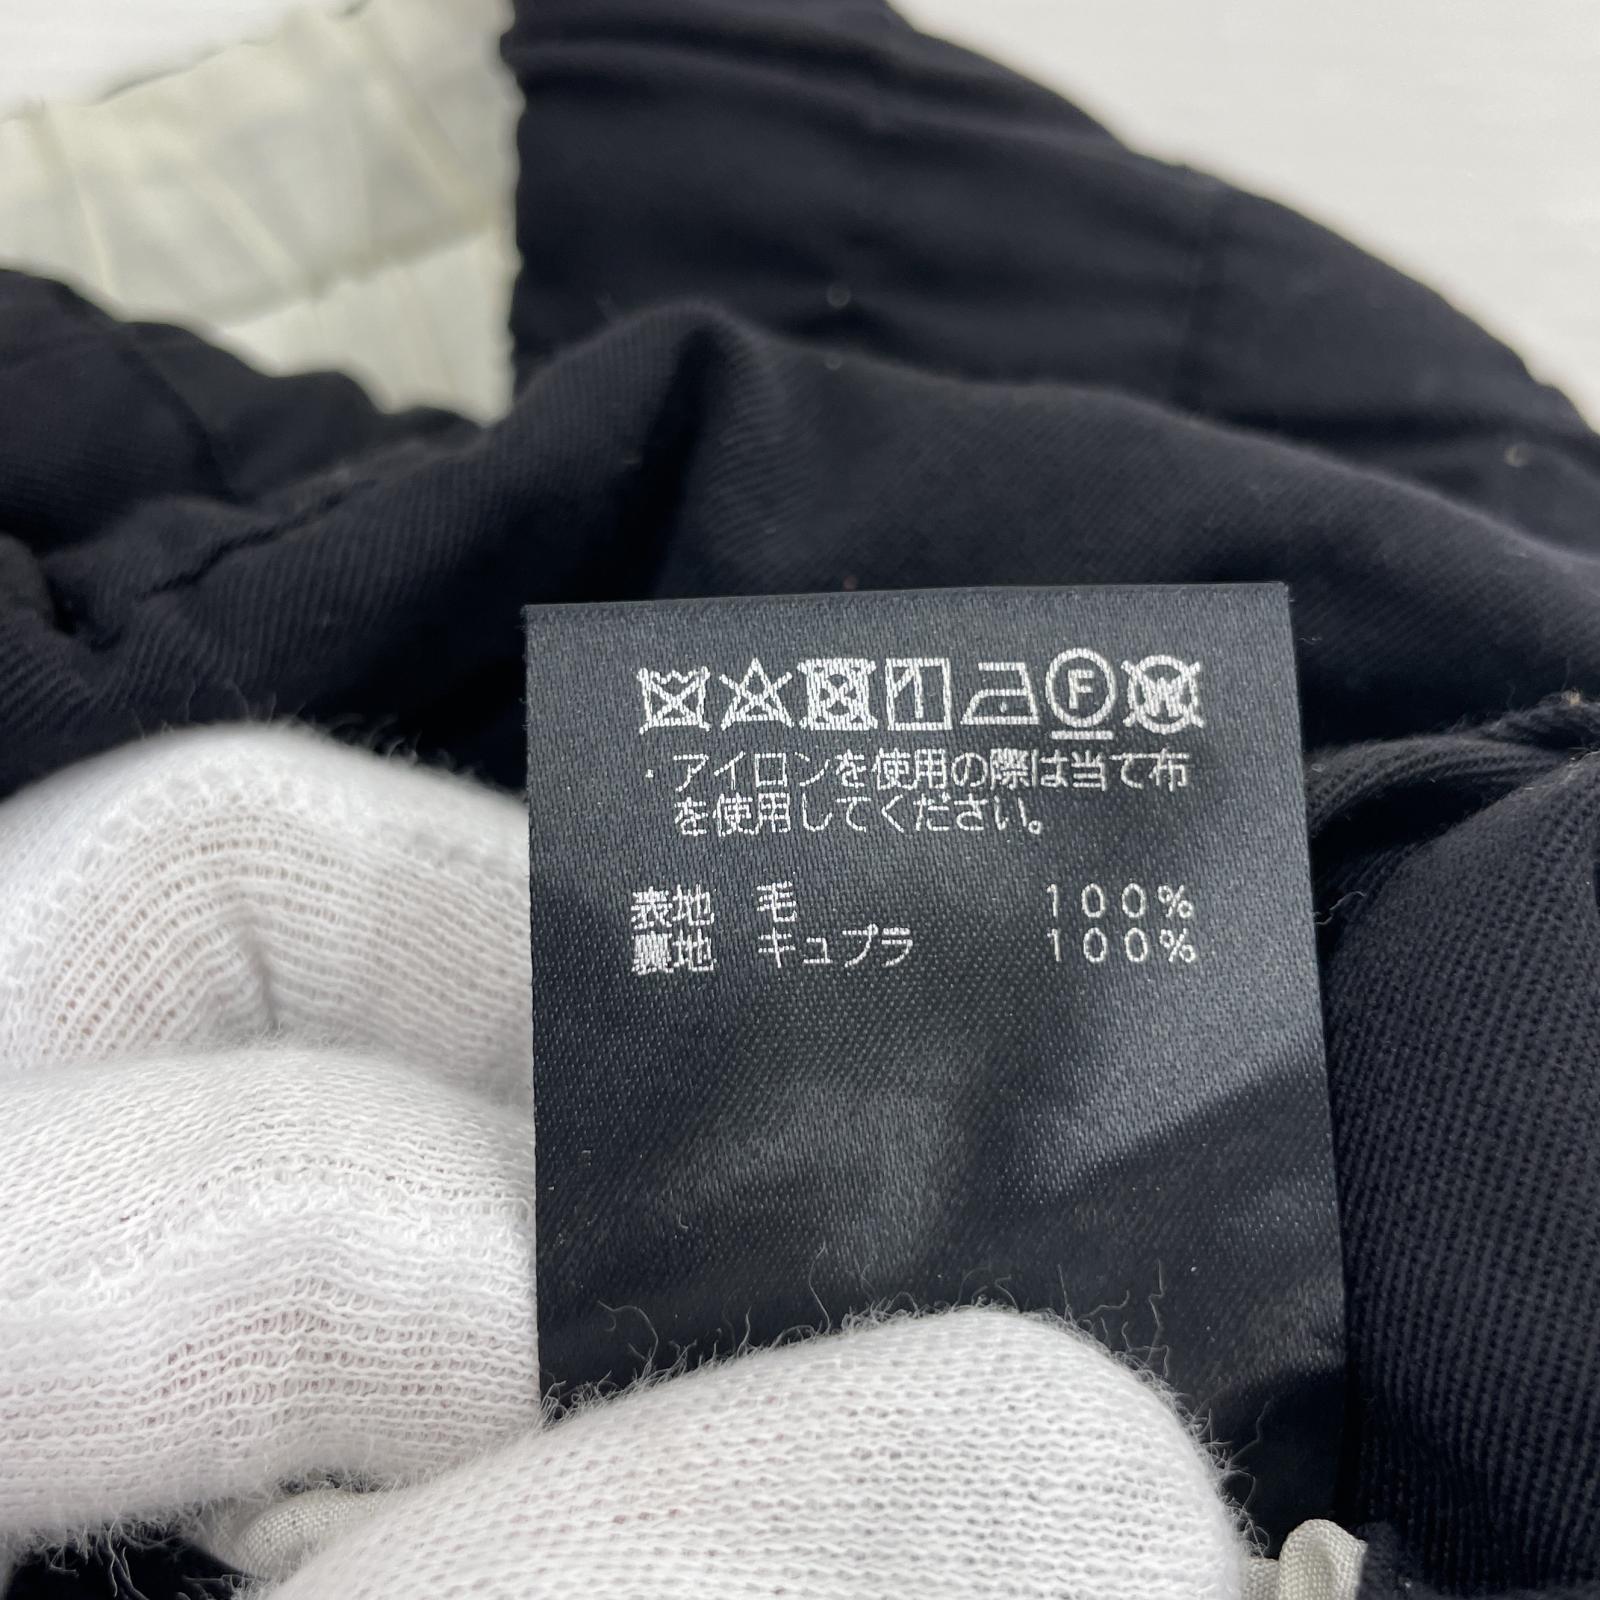 F W
・アイロンを使用の際は当て布
を使用してください。
表地 毛 100%
裏地 キュプラ 100%